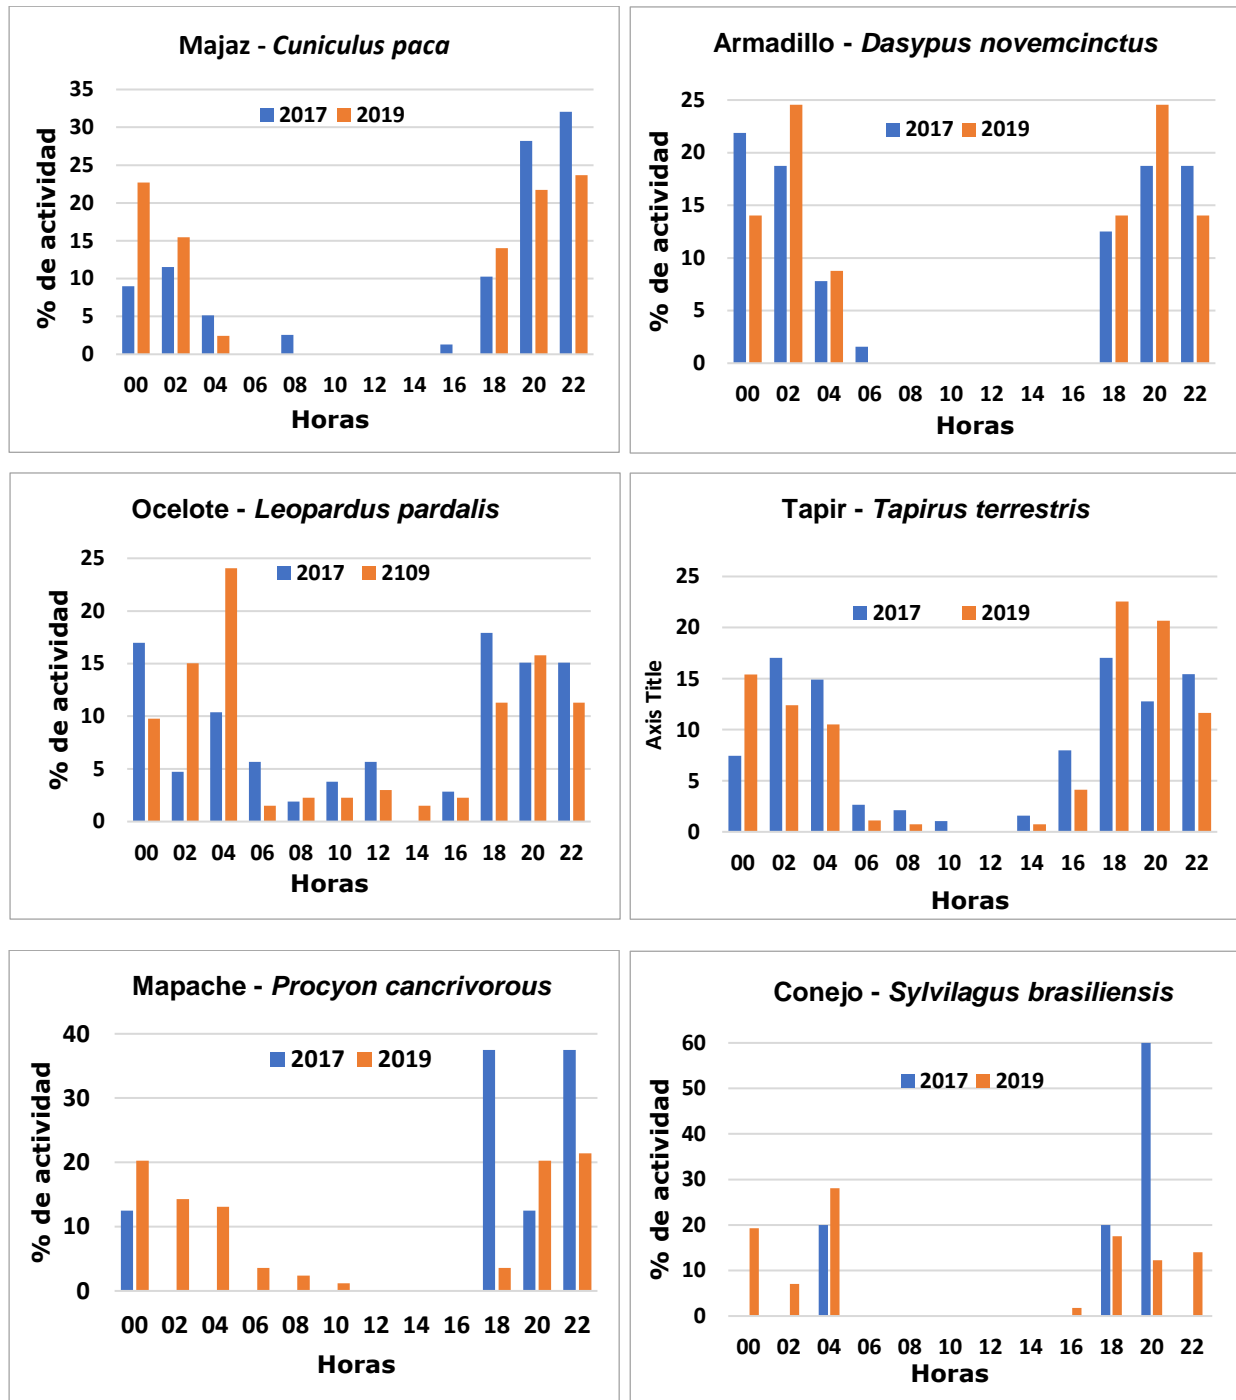 Majaz - Cuniculus paca
2017 2019
% de actividad
35
30
25
20
15
10
5
0
00 02 04 06 08 10 12 14 16 18 20 22
Horas
Armadillo - Dasypus novemcinctus
2017 2019
% de actividad
25
20
15
10
5
0
00 02 04 06 08 10 12 14 16 18 20 22
Horas
Ocelote - Leopardus pardalis
2017 2109
% de actividad
25
20
15
10
5
0
00 02 04 06 08 10 12 14 16 18 20 22
Horas
Tapir - Tapirus terrestris
2017 2019
Axis Title
25
20
15
10
5
0
00 02 04 06 08 10 12 14 16 18 20 22
Horas
Mapache - Procyon cancrivorous
2017 2019
% de actividad
40
30
20
10
0
00 02 04 06 08 10 12 14 16 18 20 22
Horas
Conejo - Sylvilagus brasiliensis
2017 2019
% de actividad
60
50
40
30
20
10
0
00 02 04 06 08 10 12 14 16 18 20 22
Horas